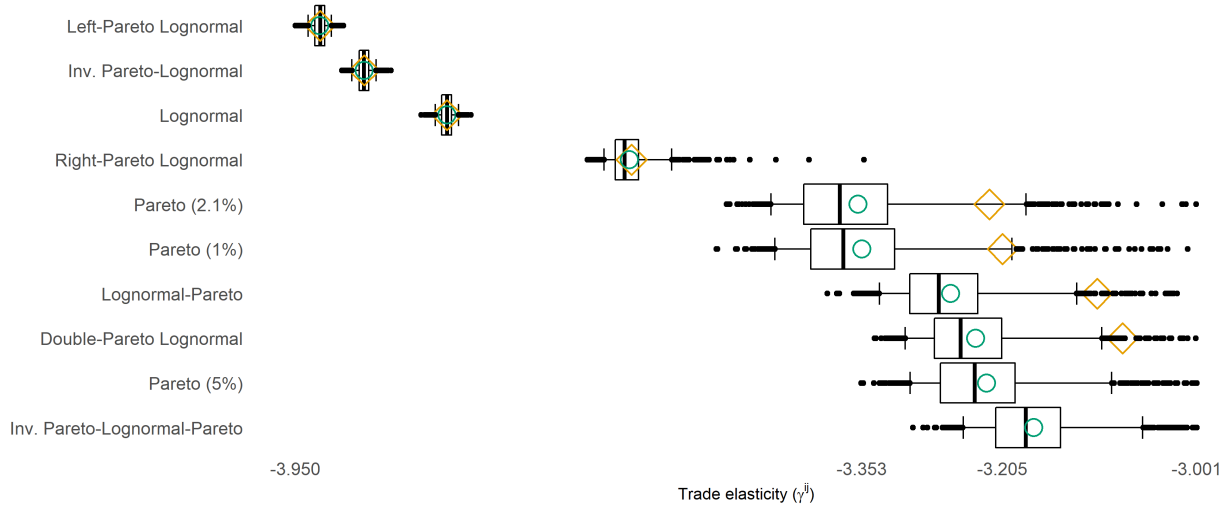 Left-Pareto Lognormal
Inv. Pareto-Lognormal
Lognormal
Right-Pareto Lognormal
Pareto (2.1%)
Pareto (1%)
Lognormal-Pareto
Double-Pareto Lognormal
Pareto (5%)
Inv. Pareto-Lognormal-Pareto
-3.950 -3.353 -3.205 -3.001
Trade elasticity (γ^ij)